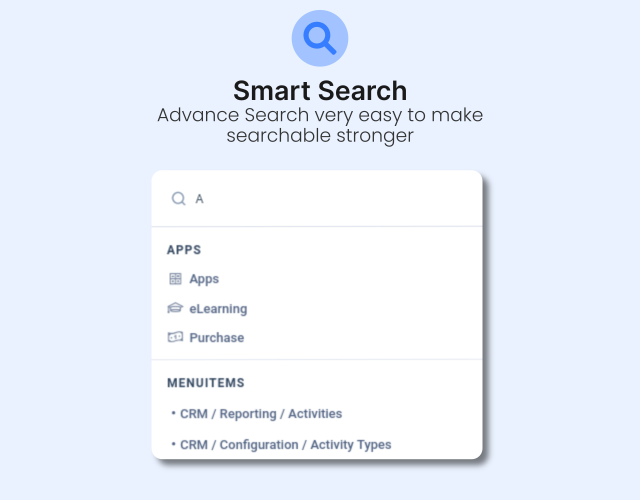 Smart Search
Advance Search very easy to make
searchable stronger
A
APPS
Apps
eLearning
Purchase
MENUITEMS
• CRM / Reporting / Activities
• CRM / Configuration / Activity Types